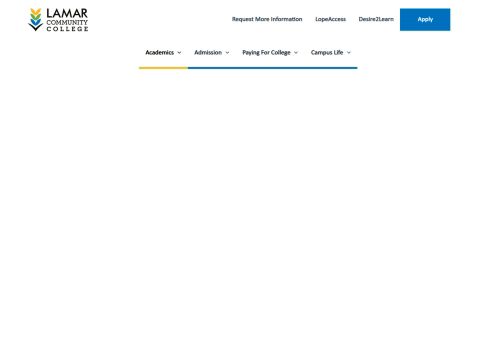 LAMAR
COMMUNITY
COLLEGE
Request More Information LopeAccess Desire2Learn Apply
Academics Admission Paying For College Campus Life